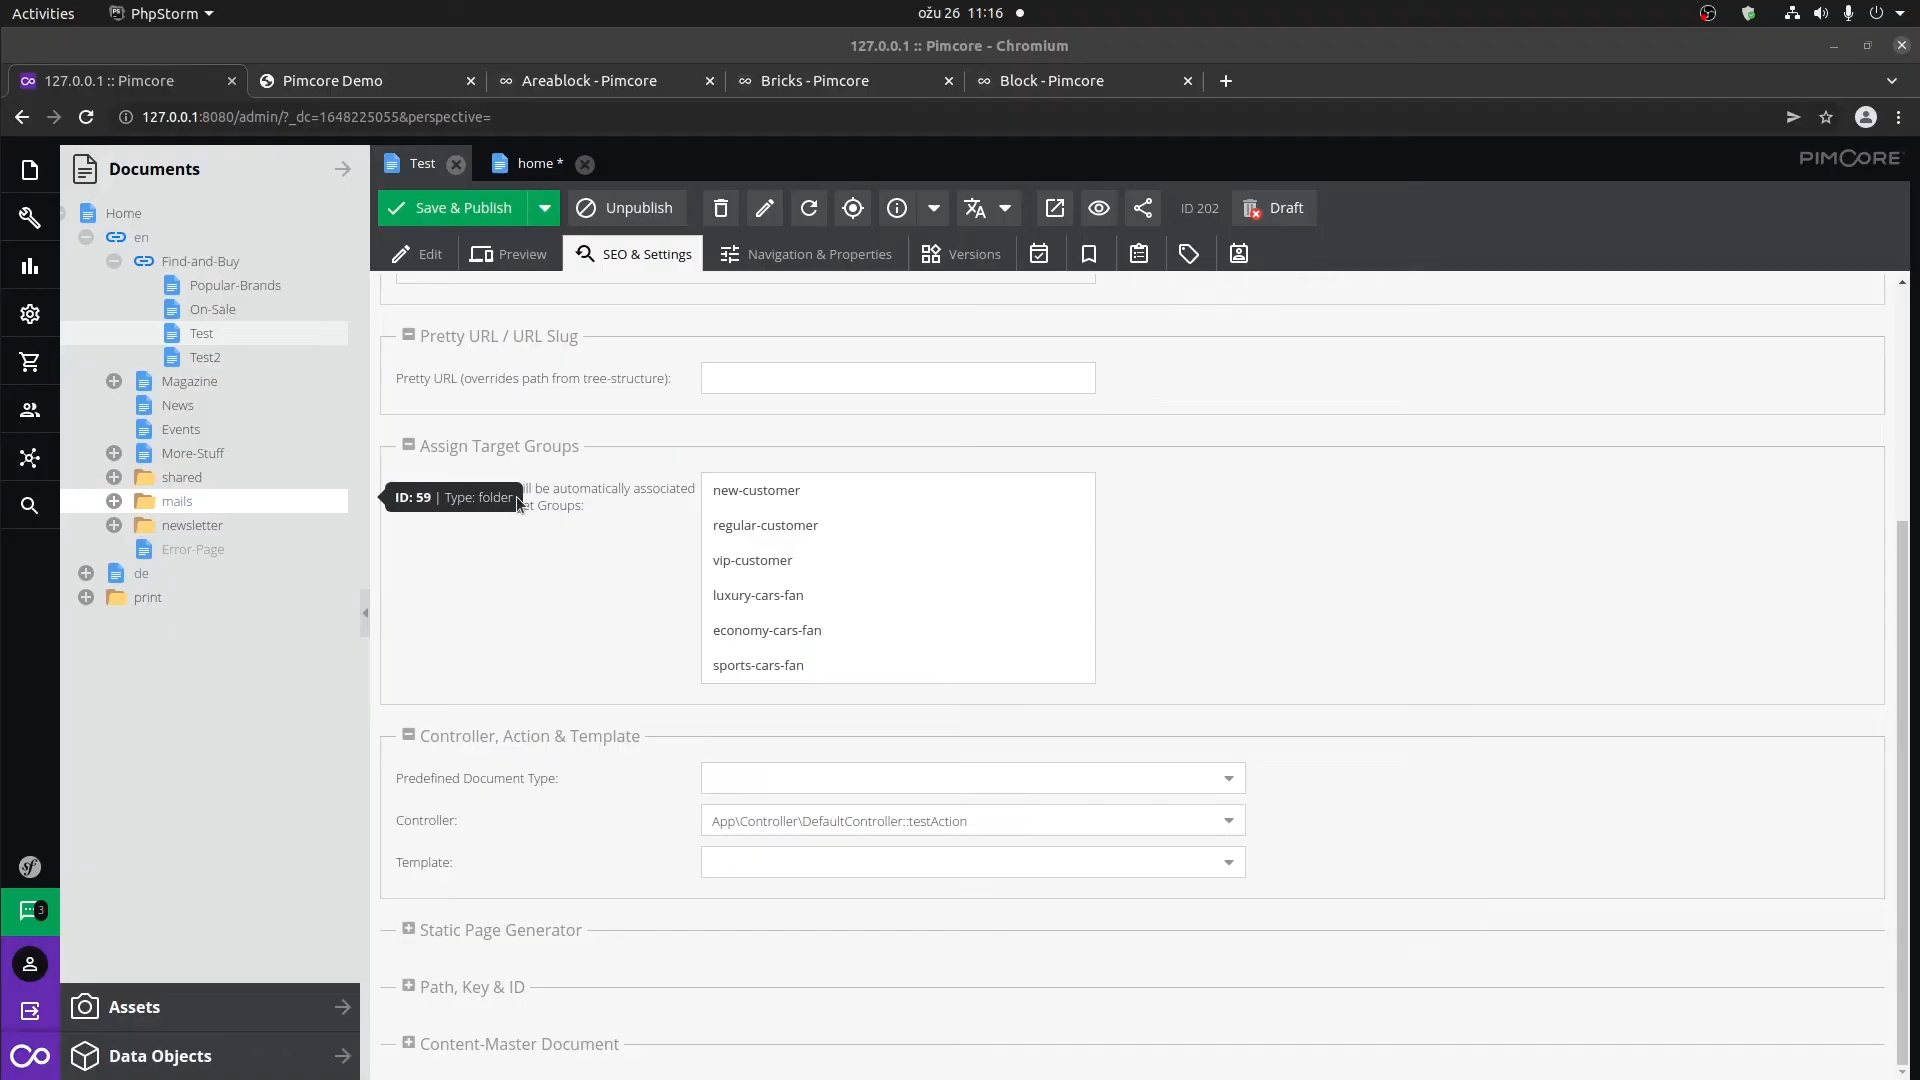 Activities
PhpStorm
ožu 26 11:16
127.0.0.1 :: Pimcore - Chromium
127.0.0.1 :: Pimcore
Pimcore Demo
Areablock - Pimcore
Bricks - Pimcore
Block - Pimcore
127.0.0.1:8080/admin/?_dc=1648225055&perspective=
Documents
Home
en
Find-and-Buy
Popular-Brands
On-Sale
Test
Test2
Magazine
News
Events
More-Stuff
shared
mails
newsletter
Error-Page
de
print
Assets
Data Objects
sf
3
Test
home *
PIMCORE
Save & Publish
Unpublish
ID 202
Draft
Edit
Preview
SEO & Settings
Navigation & Properties
Versions
Pretty URL / URL Slug
Pretty URL (overrides path from tree-structure):
Assign Target Groups
ID: 59 | Type: folder
be automatically associated
Groups:
new-customer
regular-customer
vip-customer
luxury-cars-fan
economy-cars-fan
sports-cars-fan
Controller, Action & Template
Predefined Document Type:
Controller:
App\Controller\DefaultController::testAction
Template:
Static Page Generator
Path, Key & ID
Content-Master Document